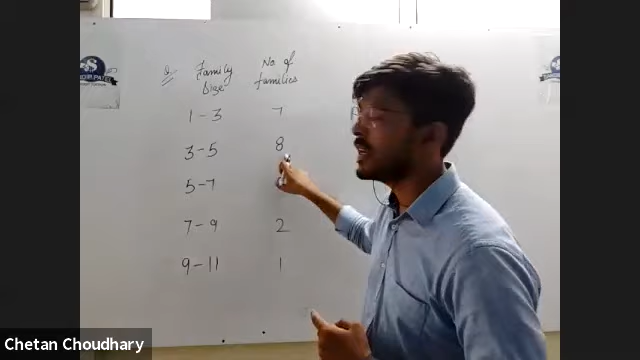 Q. Family Size No. of families
1 - 3 7
3 - 5 8
5 - 7
7 - 9 2
9 - 11 1
Chetan Choudhary